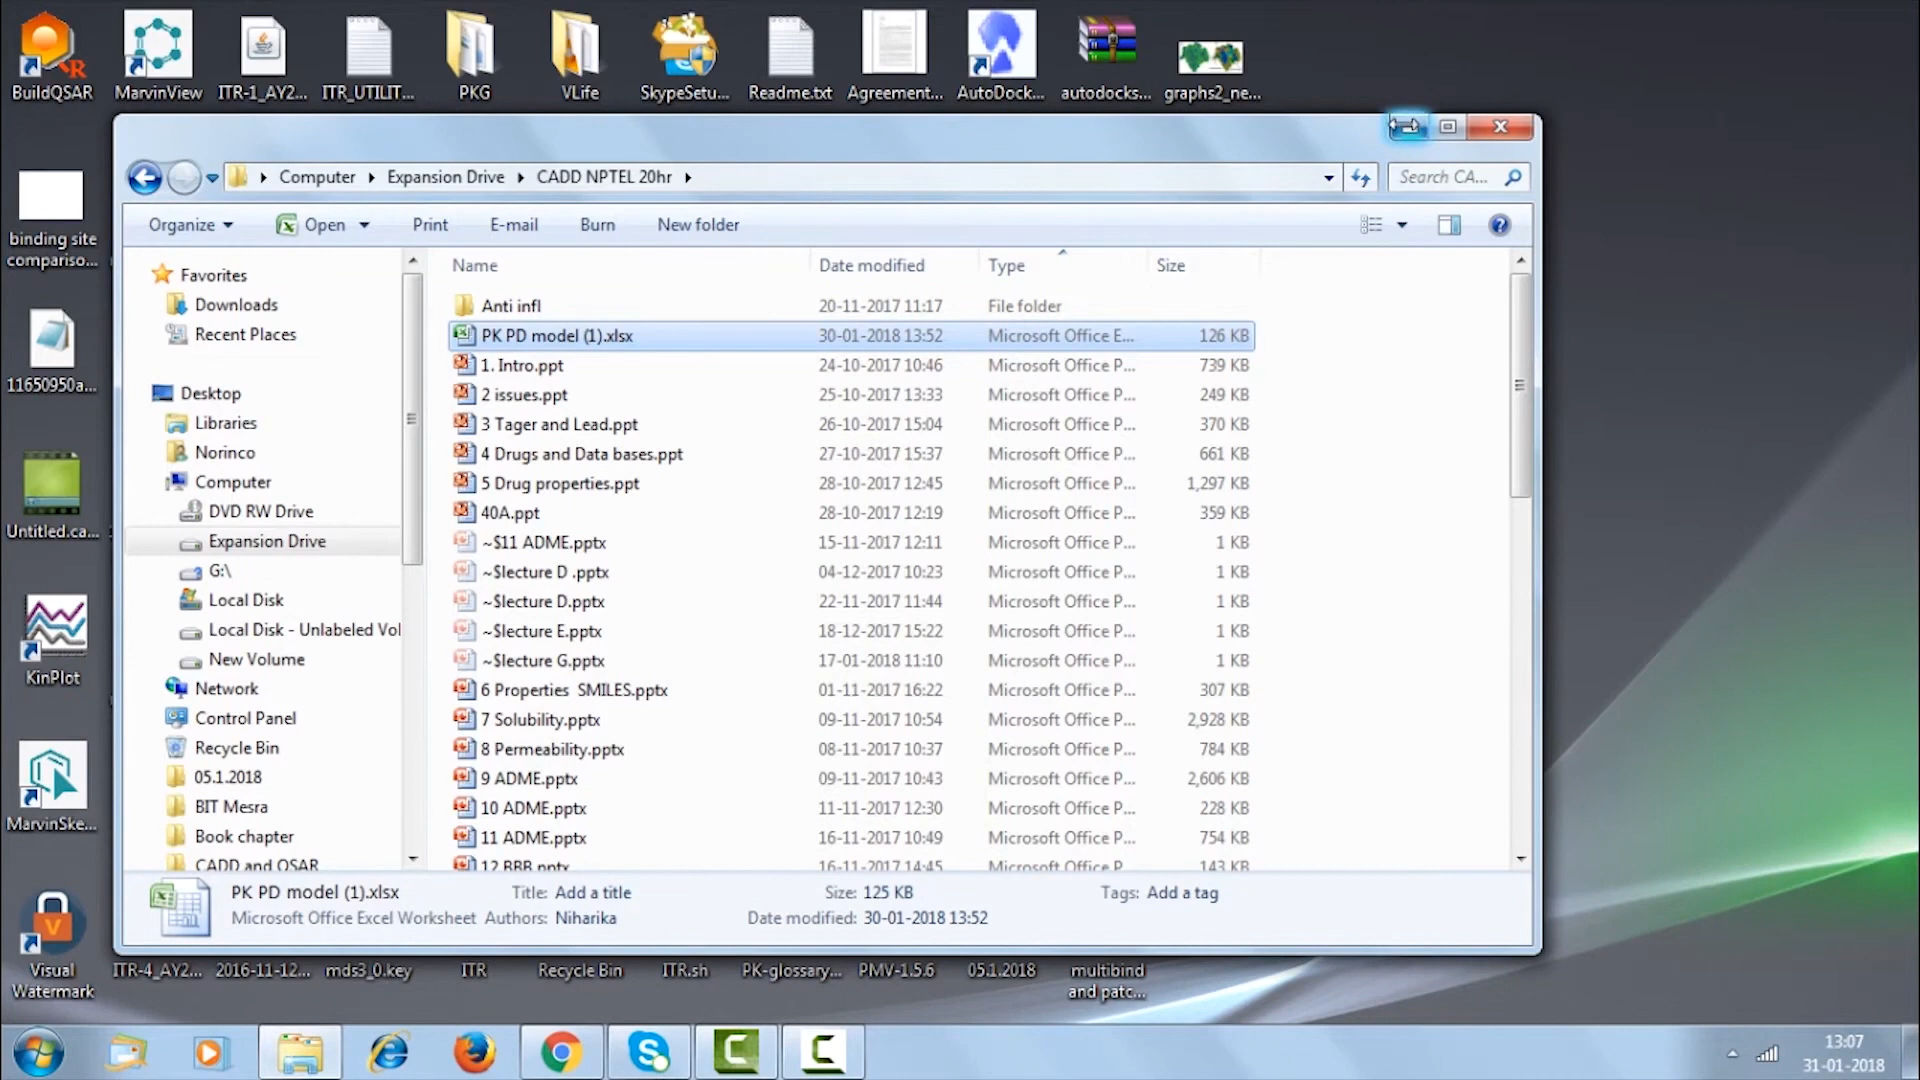 BuildQSAR MarvinView ITR-1_AY2... ITR_UTILIT... PKG VLife SkypeSetu... Readme.txt Agreement... AutoDock... autodocks... graphs2_ne...
Computer Expansion Drive CADD NPTEL 20hr Search CA...
Organize Open Print E-mail Burn New folder
binding site
compariso...
11650950a...
Untitled.ca...
KinPlot
MarvinSke...
Visual
Watermark
Favorites
Downloads
Recent Places
Desktop
Libraries
Norinco
Computer
DVD RW Drive
Expansion Drive
G:\
Local Disk
Local Disk - Unlabeled Vol
New Volume
Network
Control Panel
Recycle Bin
05.1.2018
BIT Mesra
Book chapter
CADD and QSAR
Name Date modified Type Size
Anti infl 20-11-2017 11:17 File folder
PK PD model (1).xlsx 30-01-2018 13:52 Microsoft Office E... 126 KB
1. Intro.ppt 24-10-2017 10:46 Microsoft Office P... 739 KB
2 issues.ppt 25-10-2017 13:33 Microsoft Office P... 249 KB
3 Tager and Lead.ppt 26-10-2017 15:04 Microsoft Office P... 370 KB
4 Drugs and Data bases.ppt 27-10-2017 15:37 Microsoft Office P... 661 KB
5 Drug properties.ppt 28-10-2017 12:45 Microsoft Office P... 1,297 KB
40A.ppt 28-10-2017 12:19 Microsoft Office P... 359 KB
~$11 ADME.pptx 15-11-2017 12:11 Microsoft Office P... 1 KB
~$lecture D .pptx 04-12-2017 10:23 Microsoft Office P... 1 KB
~$lecture D.pptx 22-11-2017 11:44 Microsoft Office P... 1 KB
~$lecture E.pptx 18-12-2017 15:22 Microsoft Office P... 1 KB
~$lecture G.pptx 17-01-2018 11:10 Microsoft Office P... 1 KB
6 Properties SMILES.pptx 01-11-2017 16:22 Microsoft Office P... 307 KB
7 Solubility.pptx 09-11-2017 10:54 Microsoft Office P... 2,928 KB
8 Permeability.pptx 08-11-2017 10:37 Microsoft Office P... 784 KB
9 ADME.pptx 09-11-2017 10:43 Microsoft Office P... 2,606 KB
10 ADME.pptx 11-11-2017 12:30 Microsoft Office P... 228 KB
11 ADME.pptx 16-11-2017 10:49 Microsoft Office P... 754 KB
12 BBB.pptx 16-11-2017 14:45 Microsoft Office P... 143 KB
PK PD model (1).xlsx Title: Add a title Size: 125 KB Tags: Add a tag
Microsoft Office Excel Worksheet Authors: Niharika Date modified: 30-01-2018 13:52
ITR-4_AY2... 2016-11-12... mds3_0.key ITR Recycle Bin ITR.sh PK-glossary... PMV-1.5.6 05.1.2018 multibind
and patc...
13:07
31-01-2018